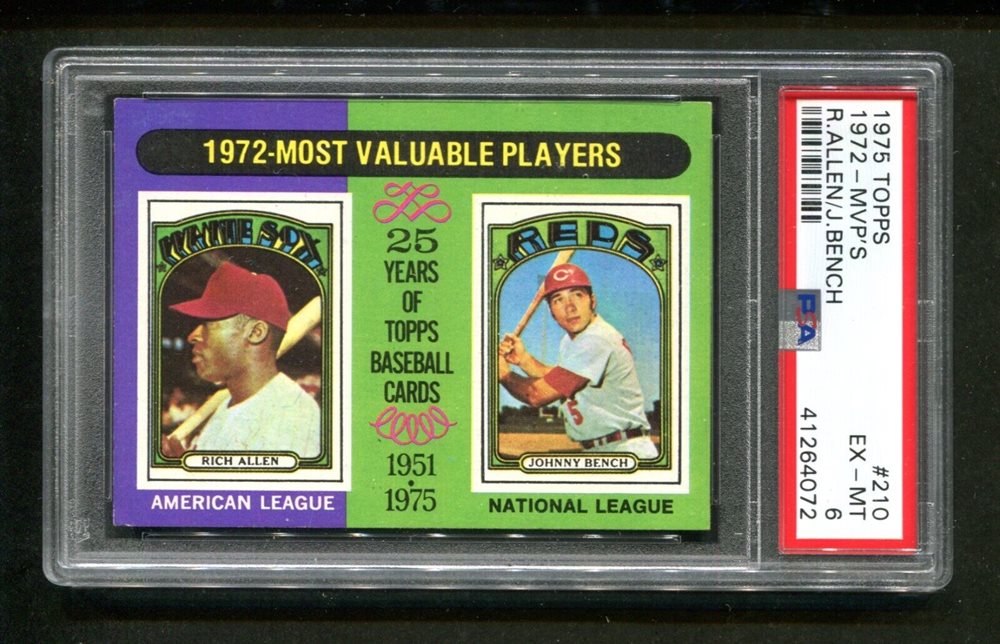 1972-MOST VALUABLE PLAYERS
WHITE SOX
RICH ALLEN
AMERICAN LEAGUE
25
YEARS
OF
TOPPS
BASEBALL
CARDS
1951
1975
REDS
C
5
JOHNNY BENCH
NATIONAL LEAGUE
1975 TOPPS #210
1972-MVP'S EX-MT
R.ALLEN/J.BENCH 6
PSA 41264072